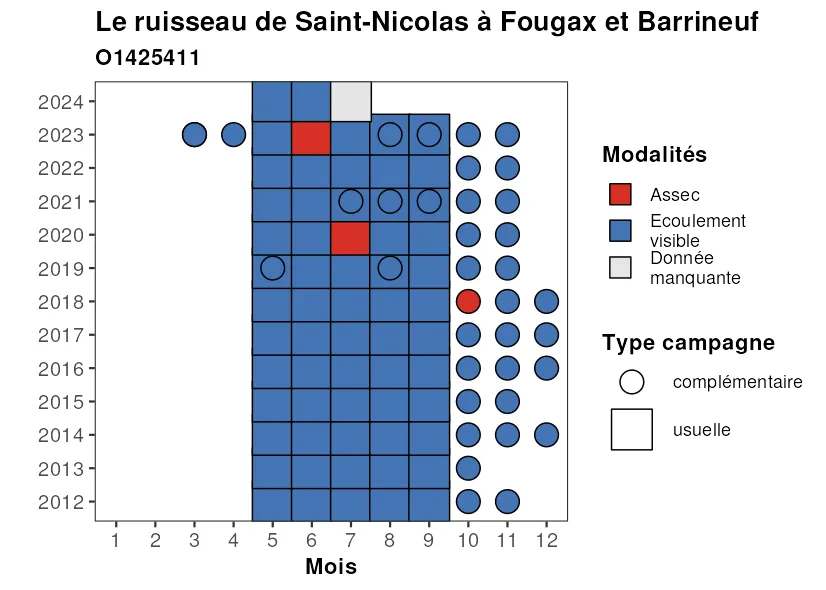 Le ruisseau de Saint-Nicolas à Fougax et Barrineuf
O1425411
2024
2023
2022
2021
2020
2019
2018
2017
2016
2015
2014
2013
2012
1 2 3 4 5 6 7 8 9 10 11 12
Mois
Modalités
Assec
Ecoulement
visible
Donnée
manquante
Type campagne
complémentaire
usuelle